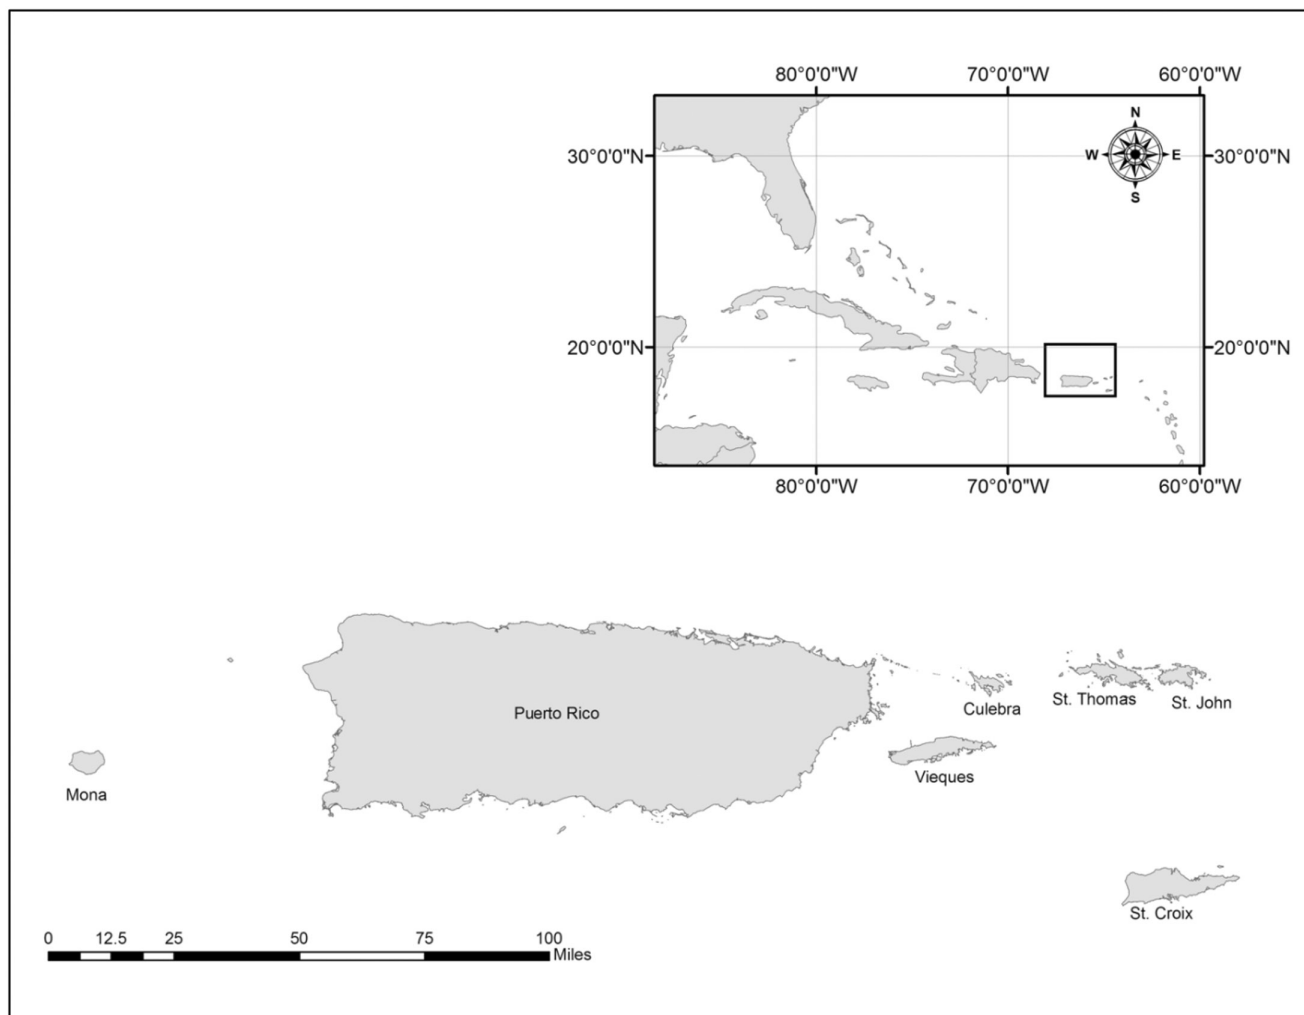 80°0'0"W 70°0'0"W 60°0'0"W
N
30°0'0"N W E 30°0'0"N
S
20°0'0"N 20°0'0"N
80°0'0"W 70°0'0"W 60°0'0"W
Puerto Rico
Culebra
St. Thomas
St. John
Vieques
Mona
St. Croix
0 12.5 25 50 75 100
Miles